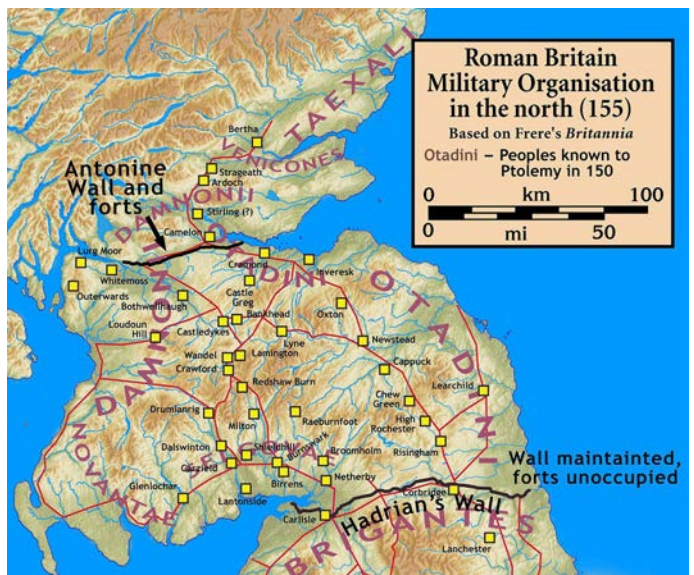 Roman Britain
Military Organisation
in the north (155)
Based on Frere's Britannia
Otadini – Peoples known to
Ptolemy in 150
0 km 100
0 mi 50
TAEXALI
Bertha
VENICONES
Strageath
Ardoch
Antonine
Wall and
forts
DAMNONII
Stirling (?)
Camelon
Lurg Moor
Whitemoss
Outerwards
Cramond
Inveresk
OTADINI
Castle
Greg
Bothwellhaugh
Oxton
OTADINI
Bankhead
Castledykes
Loudoun
Hill
Lyne
Newstead
DAMNONII
Wandel
Lamington
Crawford
Cappuck
Redshaw Burn
Learchild
Chew
Green
Drumlanrig
Milton
Raeburnfoot
High
Rochester
NOVANTAE
Dalswinton
Shieldhill
Burnswark
Broomholm
Risingham
Carzield
Birrens
Netherby
Wall maintainted,
forts unoccupied
Glenlochar
Lantonside
Corbridge
Carlisle
Hadrian's Wall
BRIGANTES
Lanchester